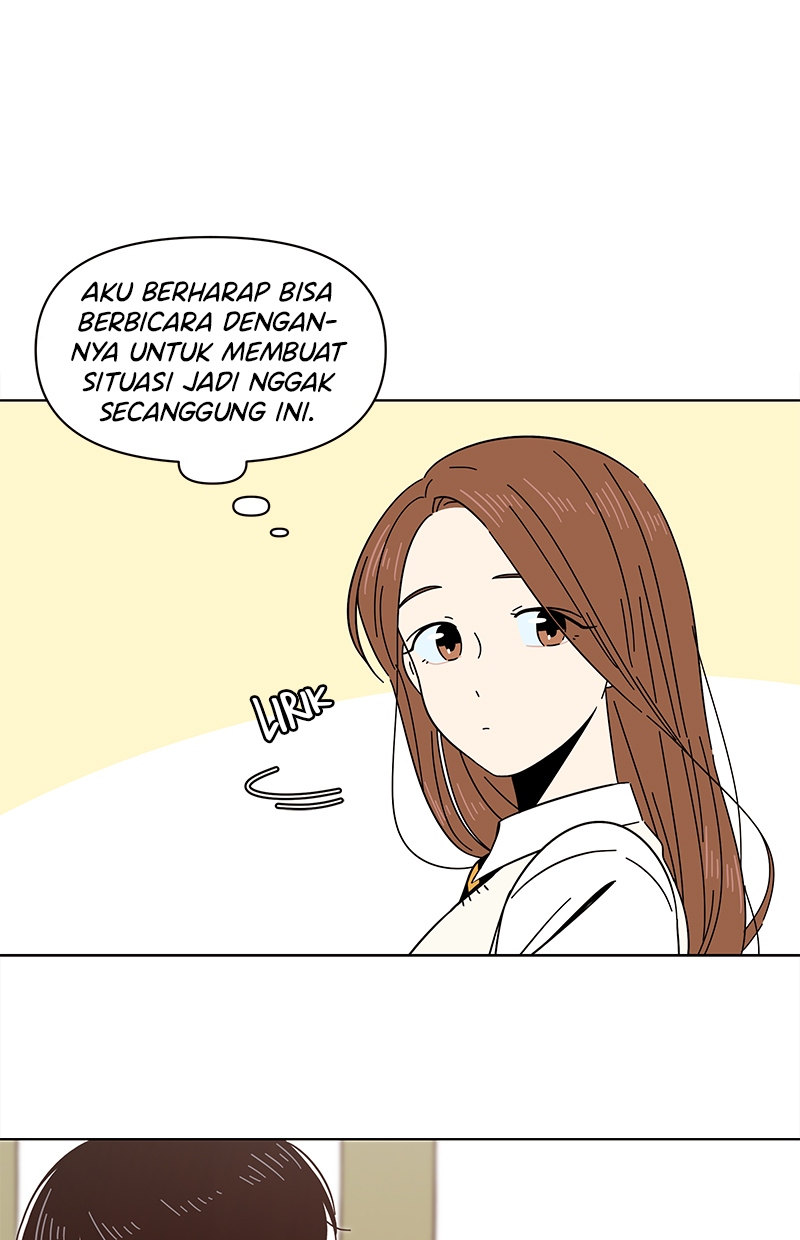 AKU BERHARAP BISA
BERBICARA DENGAN-
NYA UNTUK MEMBUAT
SITUASI JADI NGGAK
SECANGGUNG INI.
LIRIK